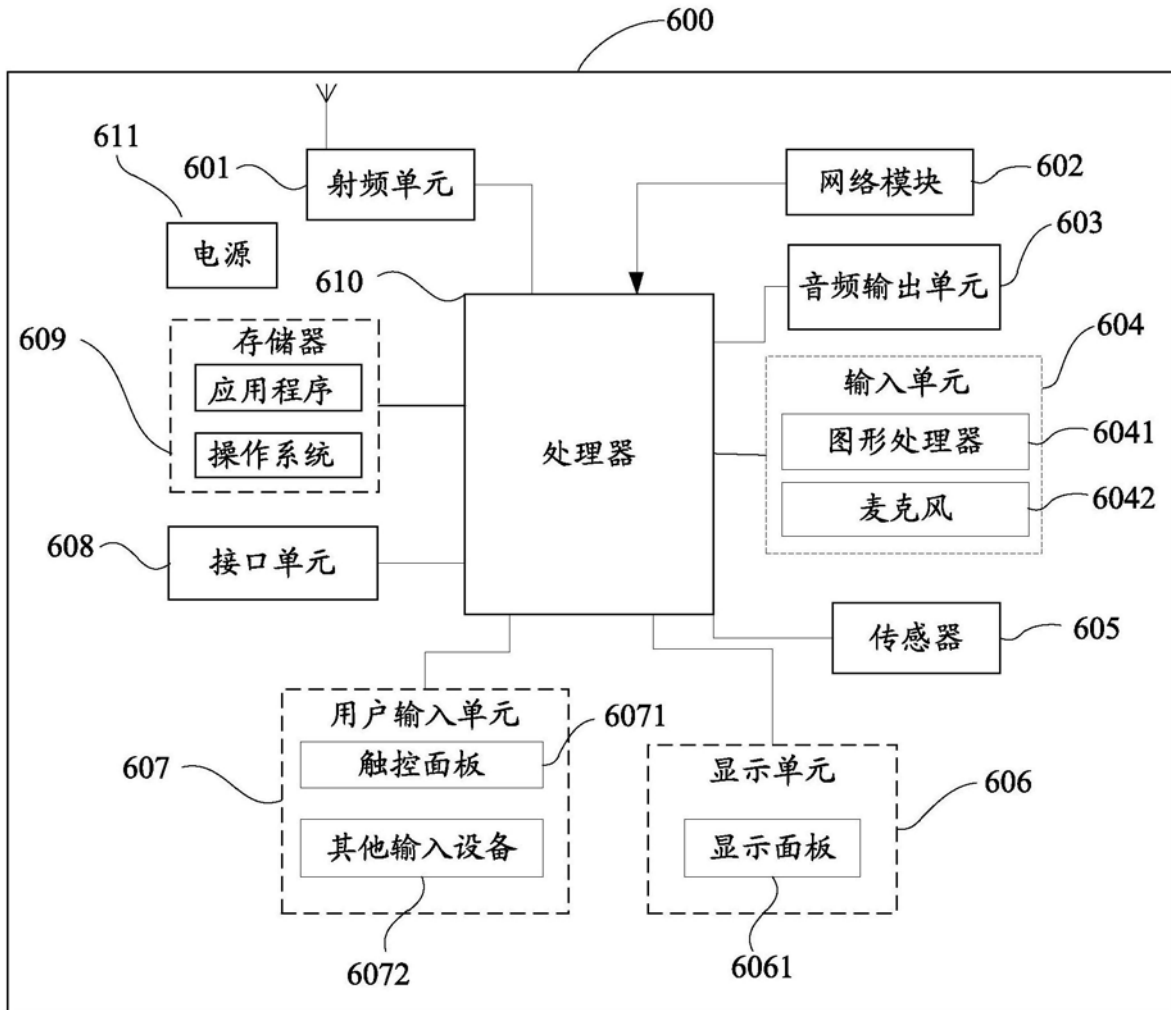 600
611
601
射频单元
网络模块
602
电源
610
音频输出单元
603
609
存储器
应用程序
操作系统
处理器
输入单元
604
图形处理器
6041
麦克风
6042
608
接口单元
传感器
605
607
用户输入单元
6071
触控面板
其他输入设备
6072
显示单元
606
显示面板
6061